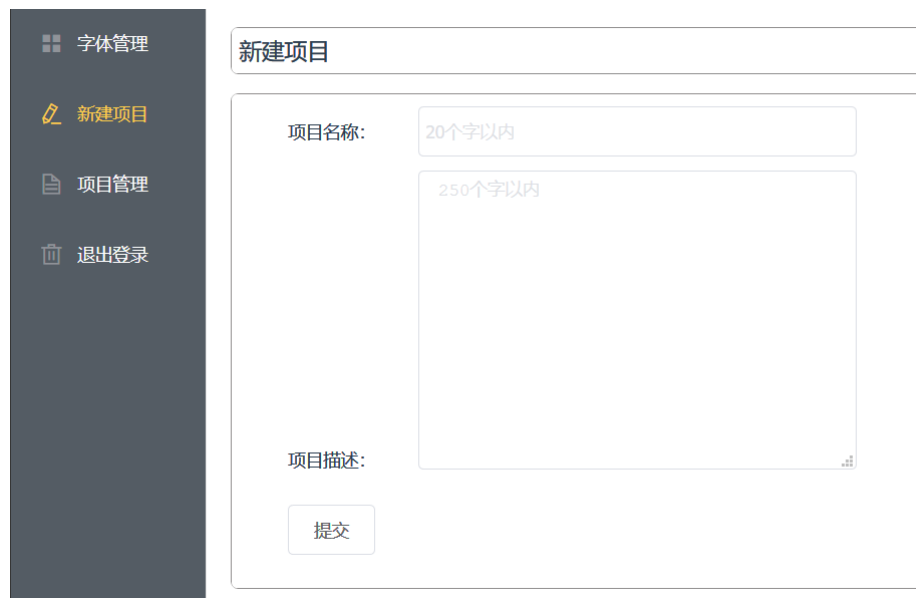 字体管理
新建项目
项目管理
退出登录
新建项目
项目名称:
20个字以内
250个字以内
项目描述:
提交